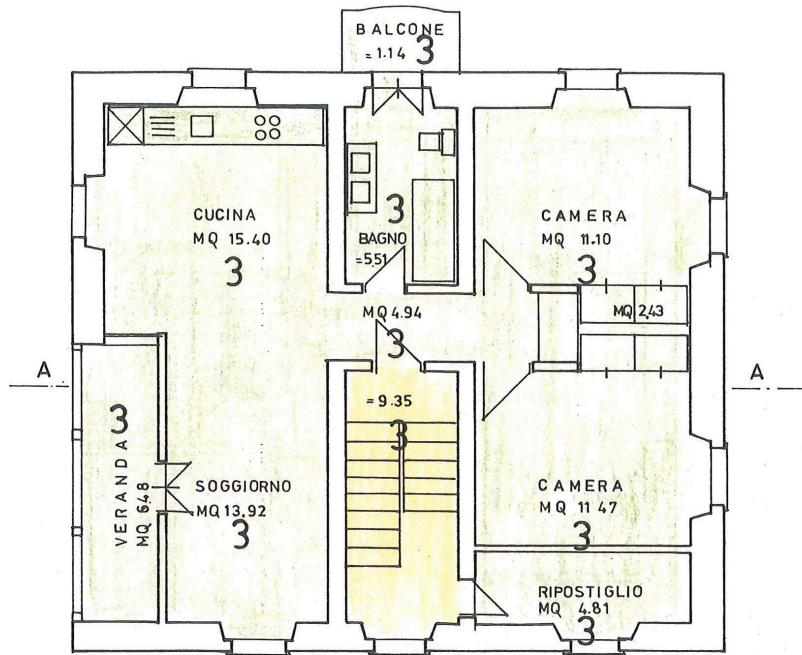 BALCONE
= 1.14 3
CUCINA
MQ 15.40
3
3
BAGNO
=5.51
CAMERA
MQ 11.10
3
MQ 4.94
3
MQ 2.43
A
A
= 9.35
3
3
VERANDA
MQ 6.48
SOGGIORNO
MQ 13.92
3
CAMERA
MQ 11 47
3
RIPOSTIGLIO
MQ 4.81
3